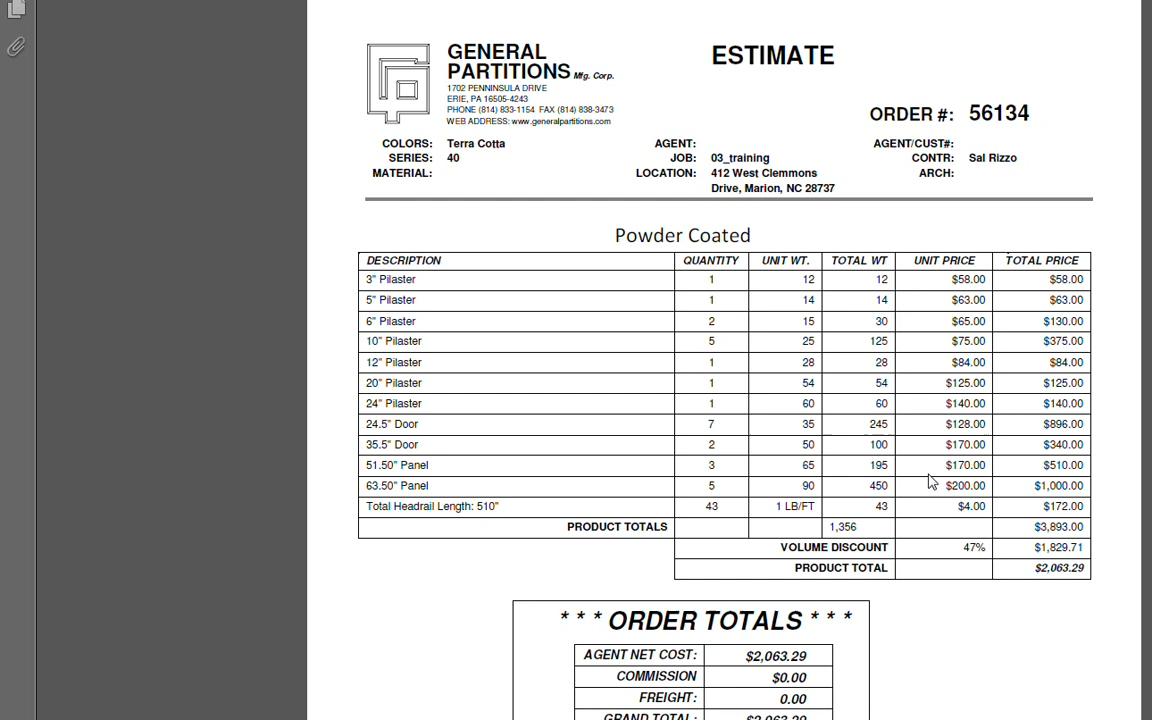 GENERAL
PARTITIONS Mfg. Corp.
1702 PENNINSULA DRIVE
ERIE, PA 16505-4243
PHONE (814) 833-1154 FAX (814) 838-3473
WEB ADDRESS: www.generalpartitions.com
ESTIMATE
ORDER #: 56134
COLORS: Terra Cotta AGENT: AGENT/CUST#:
SERIES: 40 JOB: 03_training CONTR: Sal Rizzo
MATERIAL: LOCATION: 412 West Clemmons ARCH:
Drive, Marion, NC 28737
Powder Coated
DESCRIPTION QUANTITY UNIT WT. TOTAL WT UNIT PRICE TOTAL PRICE
3" Pilaster 1 12 12 $58.00 $58.00
5" Pilaster 1 14 14 $63.00 $63.00
6" Pilaster 2 15 30 $65.00 $130.00
10" Pilaster 5 25 125 $75.00 $375.00
12" Pilaster 1 28 28 $84.00 $84.00
20" Pilaster 1 54 54 $125.00 $125.00
24" Pilaster 1 60 60 $140.00 $140.00
24.5" Door 7 35 245 $128.00 $896.00
35.5" Door 2 50 100 $170.00 $340.00
51.50" Panel 3 65 195 $170.00 $510.00
63.50" Panel 5 90 450 $200.00 $1,000.00
Total Headrail Length: 510" 43 1 LB/FT 43 $4.00 $172.00
PRODUCT TOTALS 1,356 $3,893.00
VOLUME DISCOUNT 47% $1,829.71
PRODUCT TOTAL $2,063.29
* * * ORDER TOTALS * * *
AGENT NET COST: $2,063.29
COMMISSION $0.00
FREIGHT: 0.00
GRAND TOTAL: $2,063.29